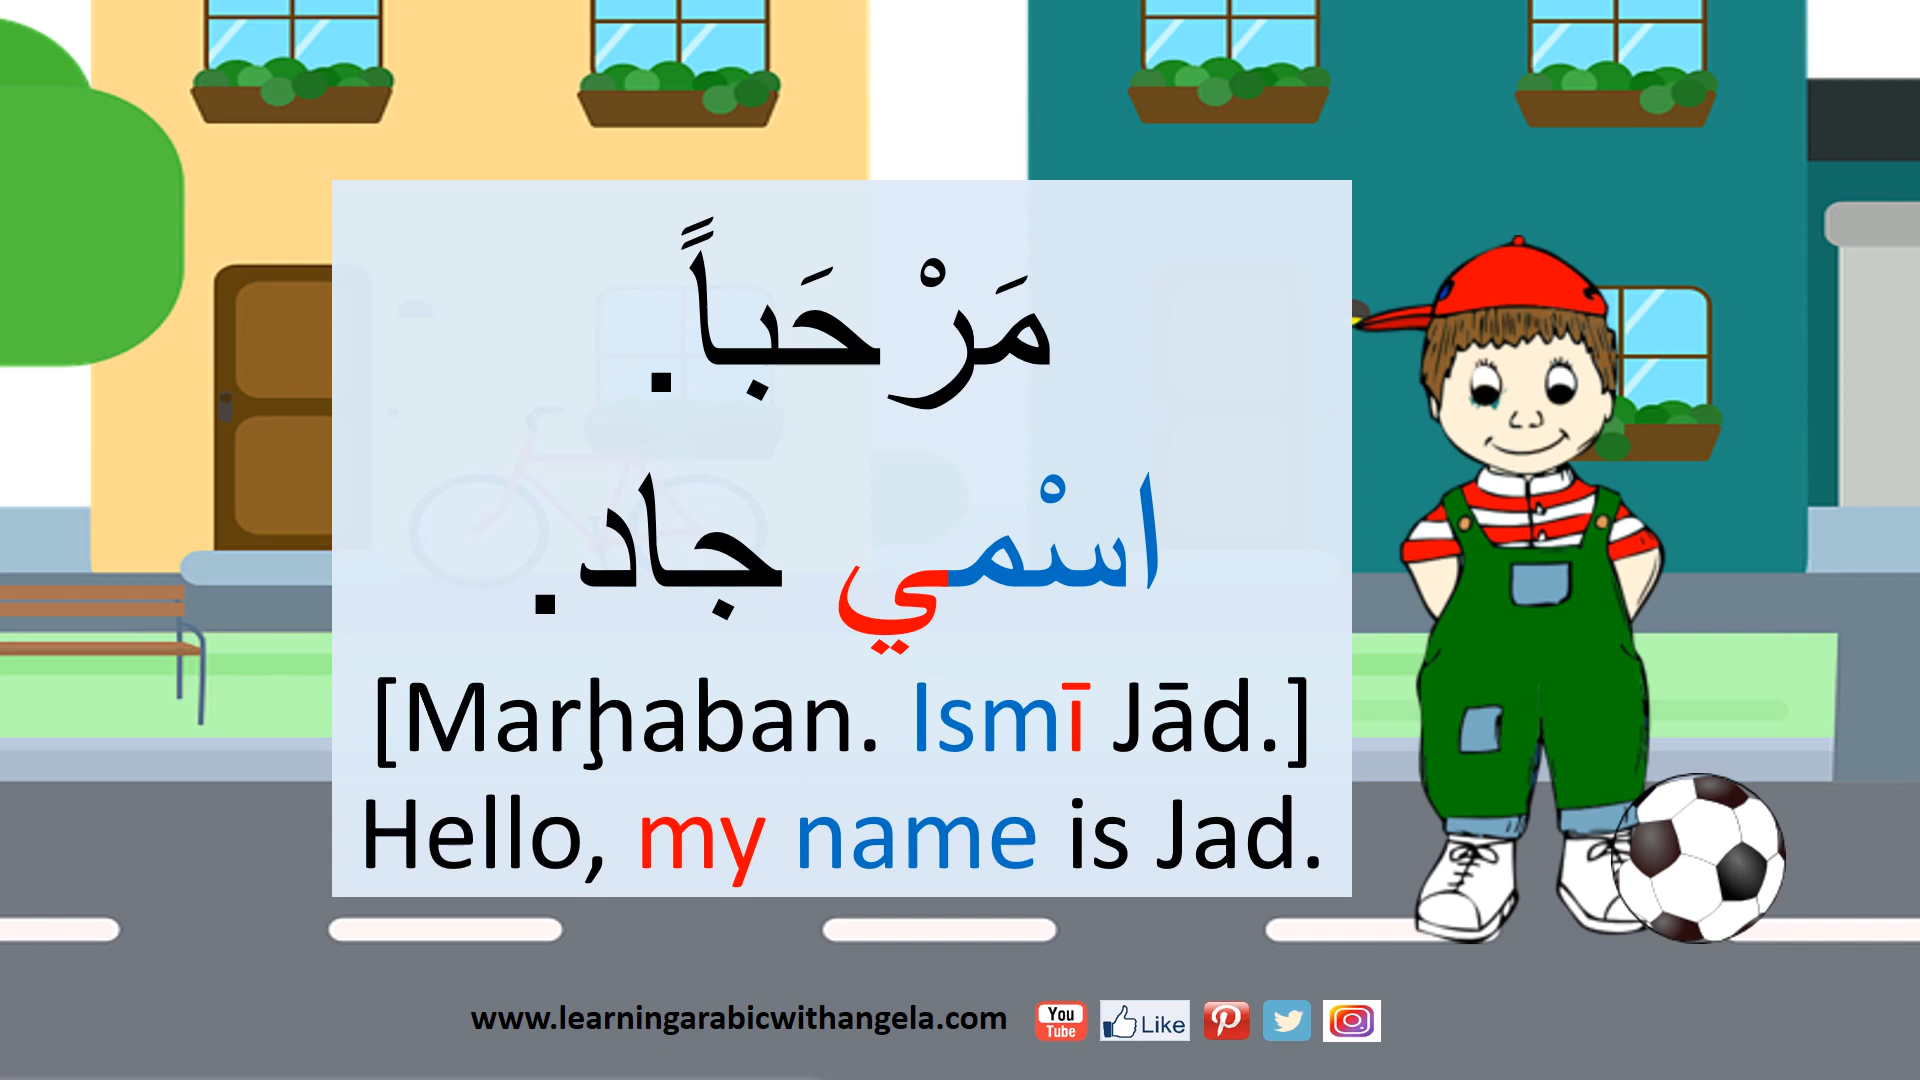 مَرْحَباً.
اسْمي جاد.
[Marḩaban. Ismī Jād.]
Hello, my name is Jad.
www.learningarabicwithangela.com You Tube Like